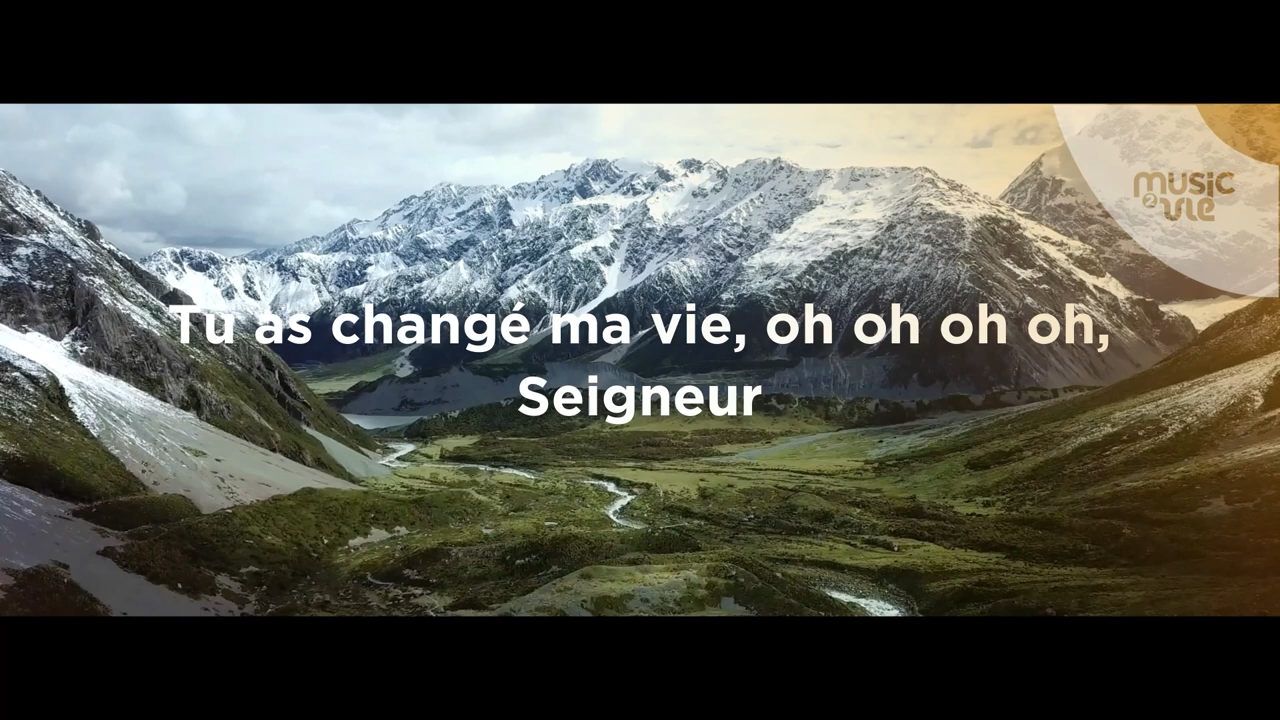 music
2 vie
Tu as changé ma vie, oh oh oh oh,
Seigneur